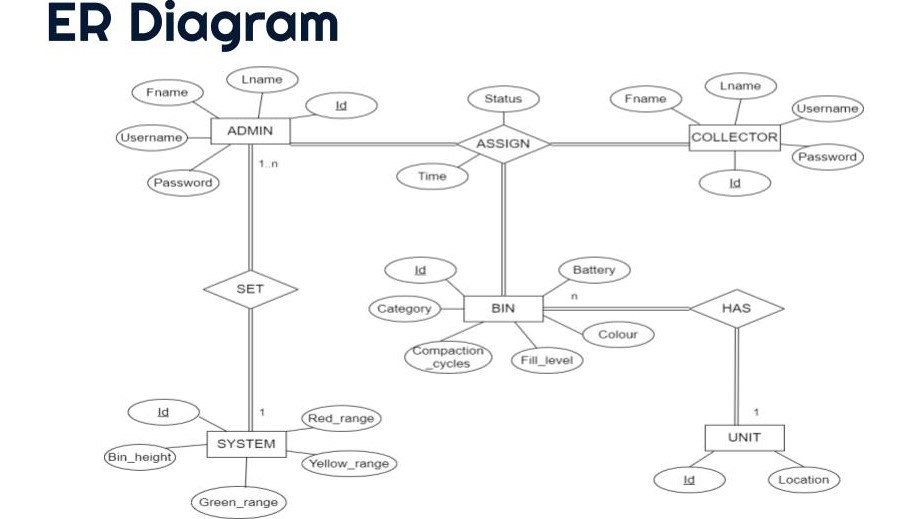 ER Diagram
Lname
Fname
Id
Username
ADMIN
Password
1..n
Status
ASSIGN
Time
Fname
Lname
Username
COLLECTOR
Password
Id
SET
Id
Battery
Category
BIN
n
HAS
Compaction
_cycles
Fill_level
Colour
1
Id
Red_range
SYSTEM
Bin_height
Yellow_range
Green_range
1
UNIT
Id
Location